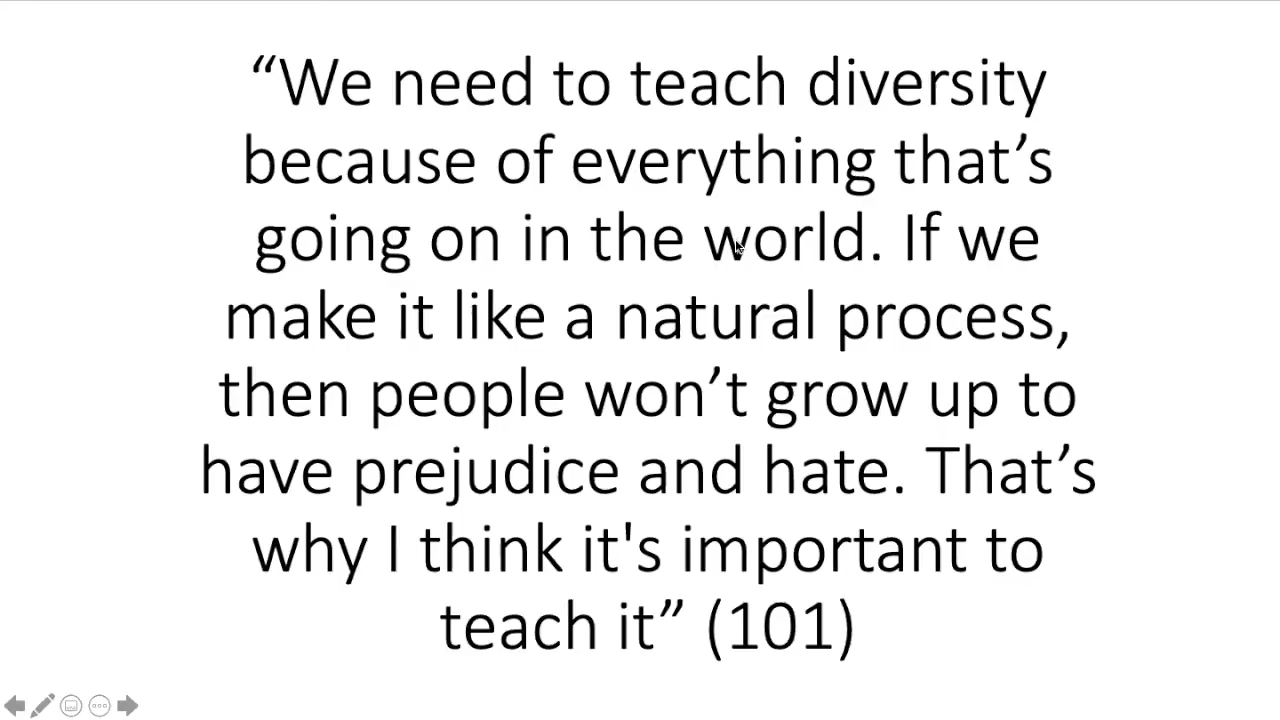 “We need to teach diversity
because of everything that’s
going on in the world. If we
make it like a natural process,
then people won’t grow up to
have prejudice and hate. That’s
why I think it's important to
teach it” (101)